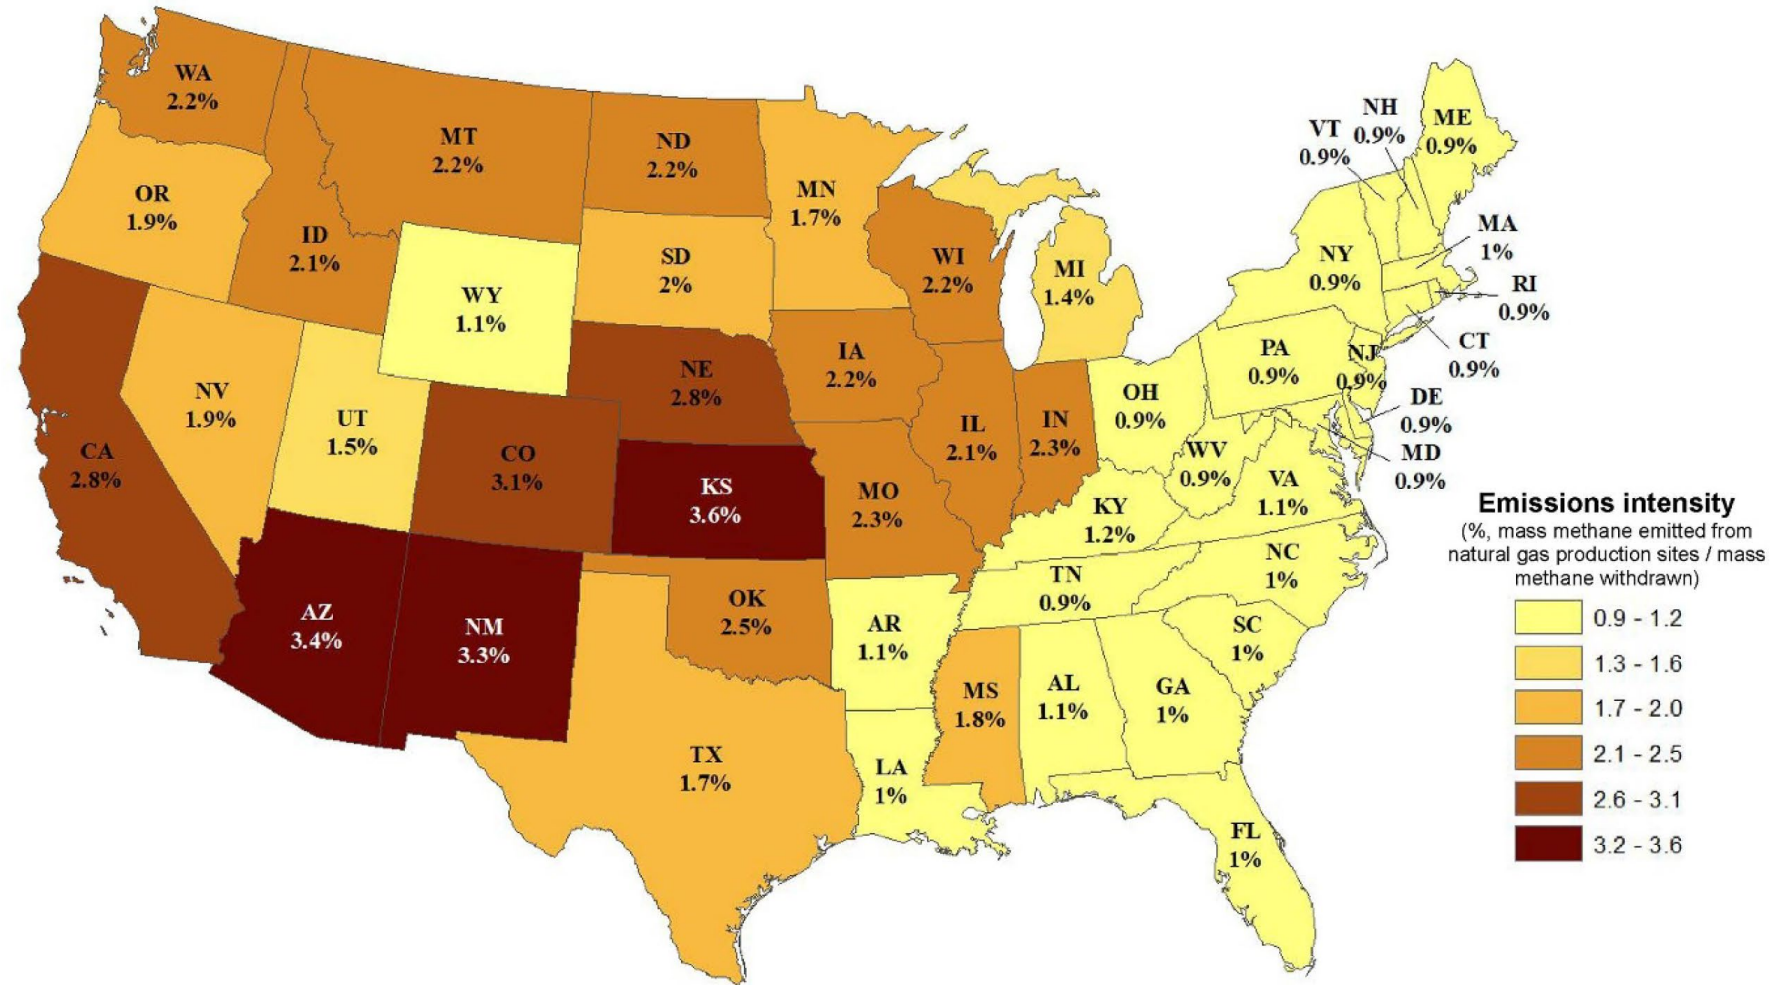 WA
2.2%
MT
2.2%
ND
2.2%
MN
1.7%
OR
1.9%
ID
2.1%
WY
1.1%
SD
2%
WI
2.2%
MI
1.4%
NH
0.9%
VT
0.9%
ME
0.9%
MA
1%
NY
0.9%
RI
0.9%
CT
0.9%
PA
0.9%
NJ
0.9%
DE
0.9%
MD
0.9%
NV
1.9%
UT
1.5%
CA
2.8%
CO
3.1%
NE
2.8%
IA
2.2%
IL
2.1%
IN
2.3%
OH
0.9%
WV
0.9%
VA
1.1%
KS
3.6%
MO
2.3%
KY
1.2%
NC
1%
TN
0.9%
AZ
3.4%
NM
3.3%
OK
2.5%
AR
1.1%
SC
1%
MS
1.8%
AL
1.1%
GA
1%
TX
1.7%
LA
1%
FL
1%
Emissions intensity
(%, mass methane emitted from
natural gas production sites / mass
methane withdrawn)
0.9 - 1.2
1.3 - 1.6
1.7 - 2.0
2.1 - 2.5
2.6 - 3.1
3.2 - 3.6